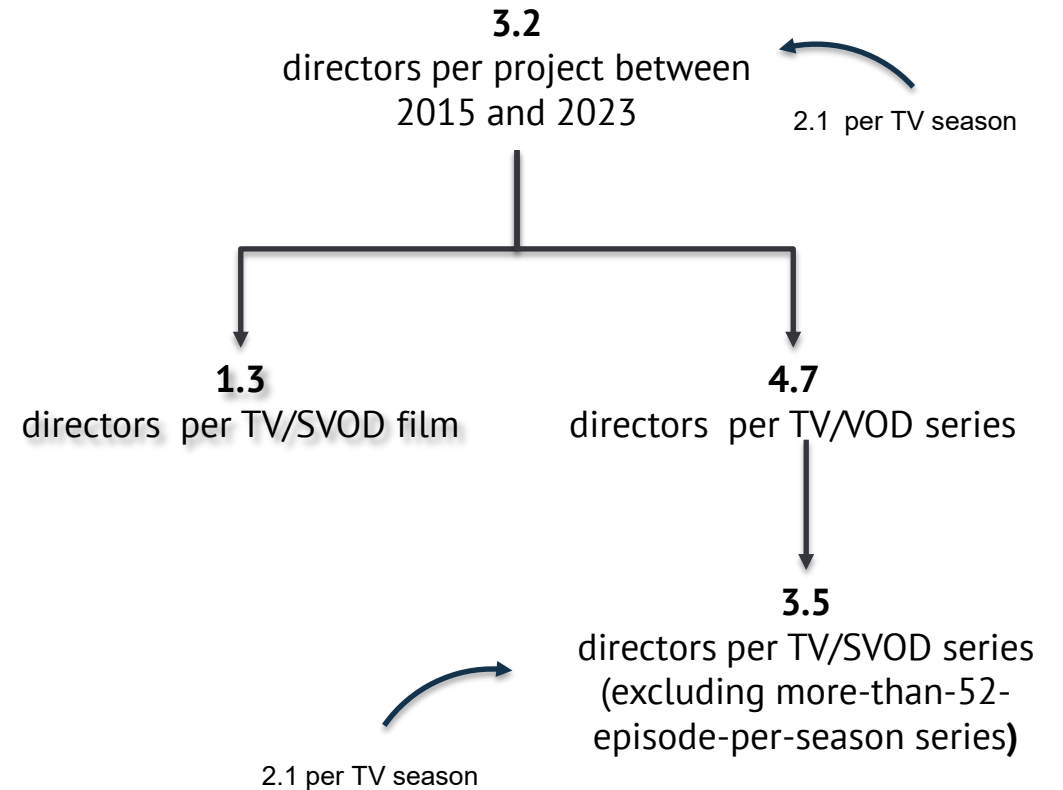 3.2
directors per project between
2015 and 2023
2.1 per TV season
1.3
directors per TV/SVOD film
4.7
directors per TV/VOD series
3.5
directors per TV/SVOD series
(excluding more-than-52-
episode-per-season series)
2.1 per TV season